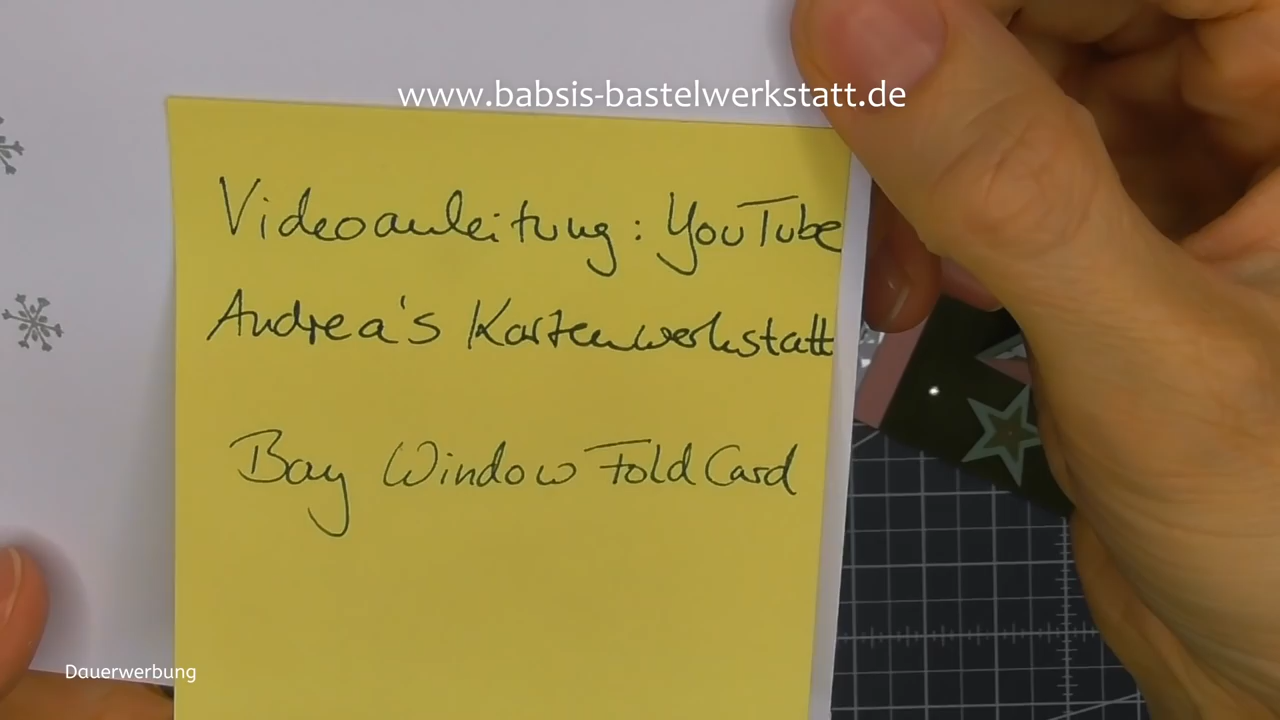 www.babsis-bastelwerkstatt.de
Videoanleitung: YouTube
Andrea's Kartenwerkstatt
Bay Window Fold Card
Dauerwerbung